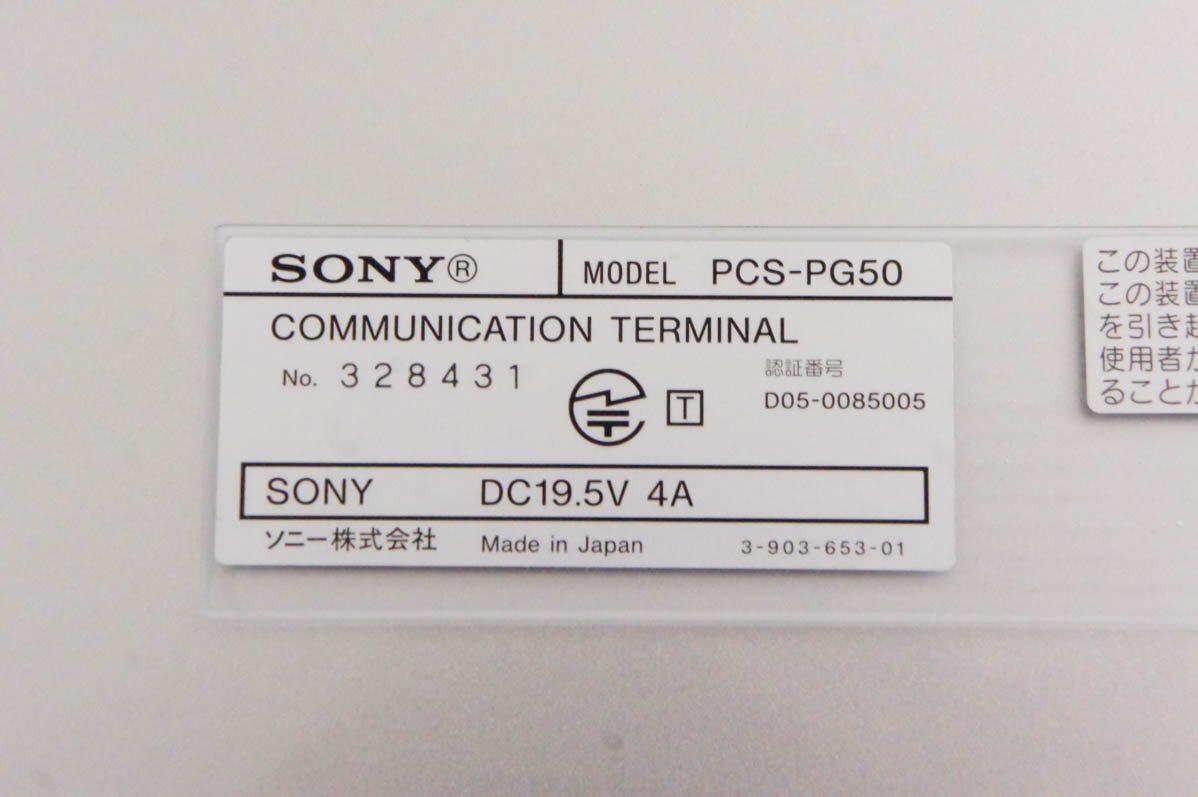 SONY® MODEL PCS-PG50
COMMUNICATION TERMINAL
No. 328431
T
認証番号
D05-0085005
SONY DC19.5V 4A
ソニー株式会社 Made in Japan 3-903-653-01
この装置
この装置
を引き起
使用者が
ることが